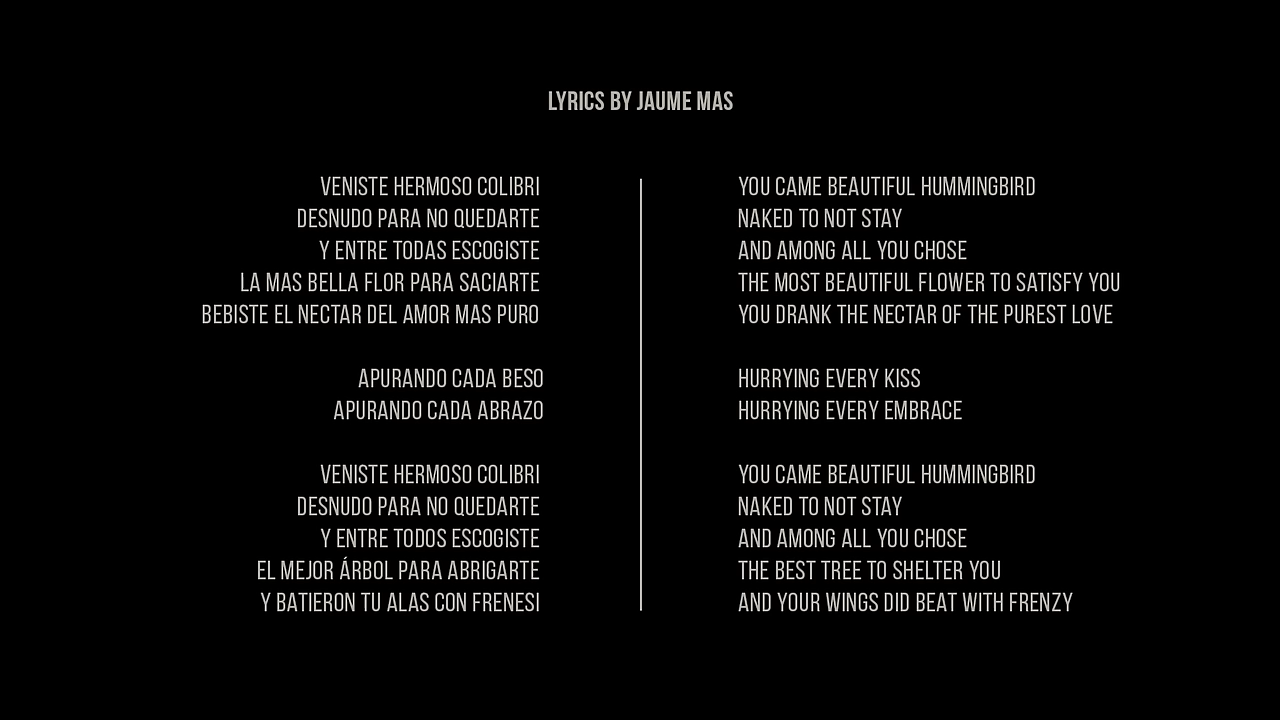 LYRICS BY JAUME MAS
VENISTE HERMOSO COLIBRI
DESNUDO PARA NO QUEDARTE
Y ENTRE TODAS ESCOGISTE
LA MAS BELLA FLOR PARA SACIARTE
BEBISTE EL NECTAR DEL AMOR MAS PURO
APURANDO CADA BESO
APURANDO CADA ABRAZO
VENISTE HERMOSO COLIBRI
DESNUDO PARA NO QUEDARTE
Y ENTRE TODOS ESCOGISTE
EL MEJOR ÁRBOL PARA ABRIGARTE
Y BATIERON TU ALAS CON FRENESI
YOU CAME BEAUTIFUL HUMMINGBIRD
NAKED TO NOT STAY
AND AMONG ALL YOU CHOSE
THE MOST BEAUTIFUL FLOWER TO SATISFY YOU
YOU DRANK THE NECTAR OF THE PUREST LOVE
HURRYING EVERY KISS
HURRYING EVERY EMBRACE
YOU CAME BEAUTIFUL HUMMINGBIRD
NAKED TO NOT STAY
AND AMONG ALL YOU CHOSE
THE BEST TREE TO SHELTER YOU
AND YOUR WINGS DID BEAT WITH FRENZY